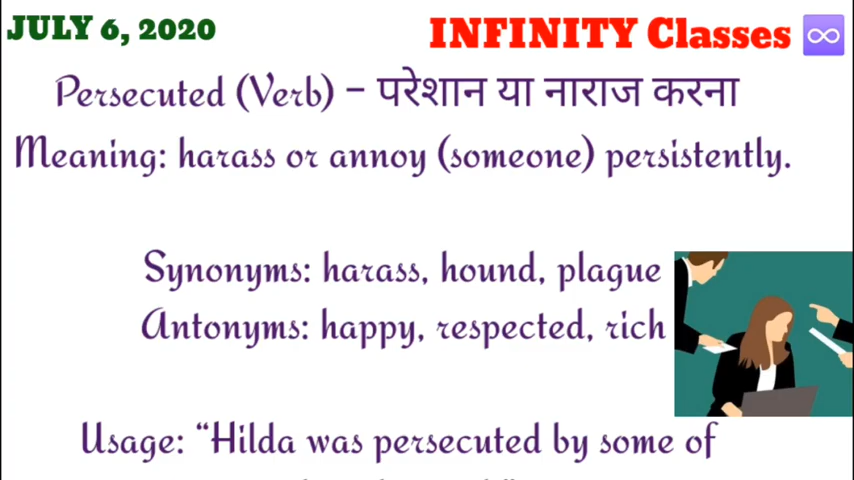 JULY 6, 2020
INFINITY Classes ♾️
Persecuted (Verb) – परेशान या नाराज करना
Meaning: harass or annoy (someone) persistently.
Synonyms: harass, hound, plague
Antonyms: happy, respected, rich
Usage: “Hilda was persecuted by some of